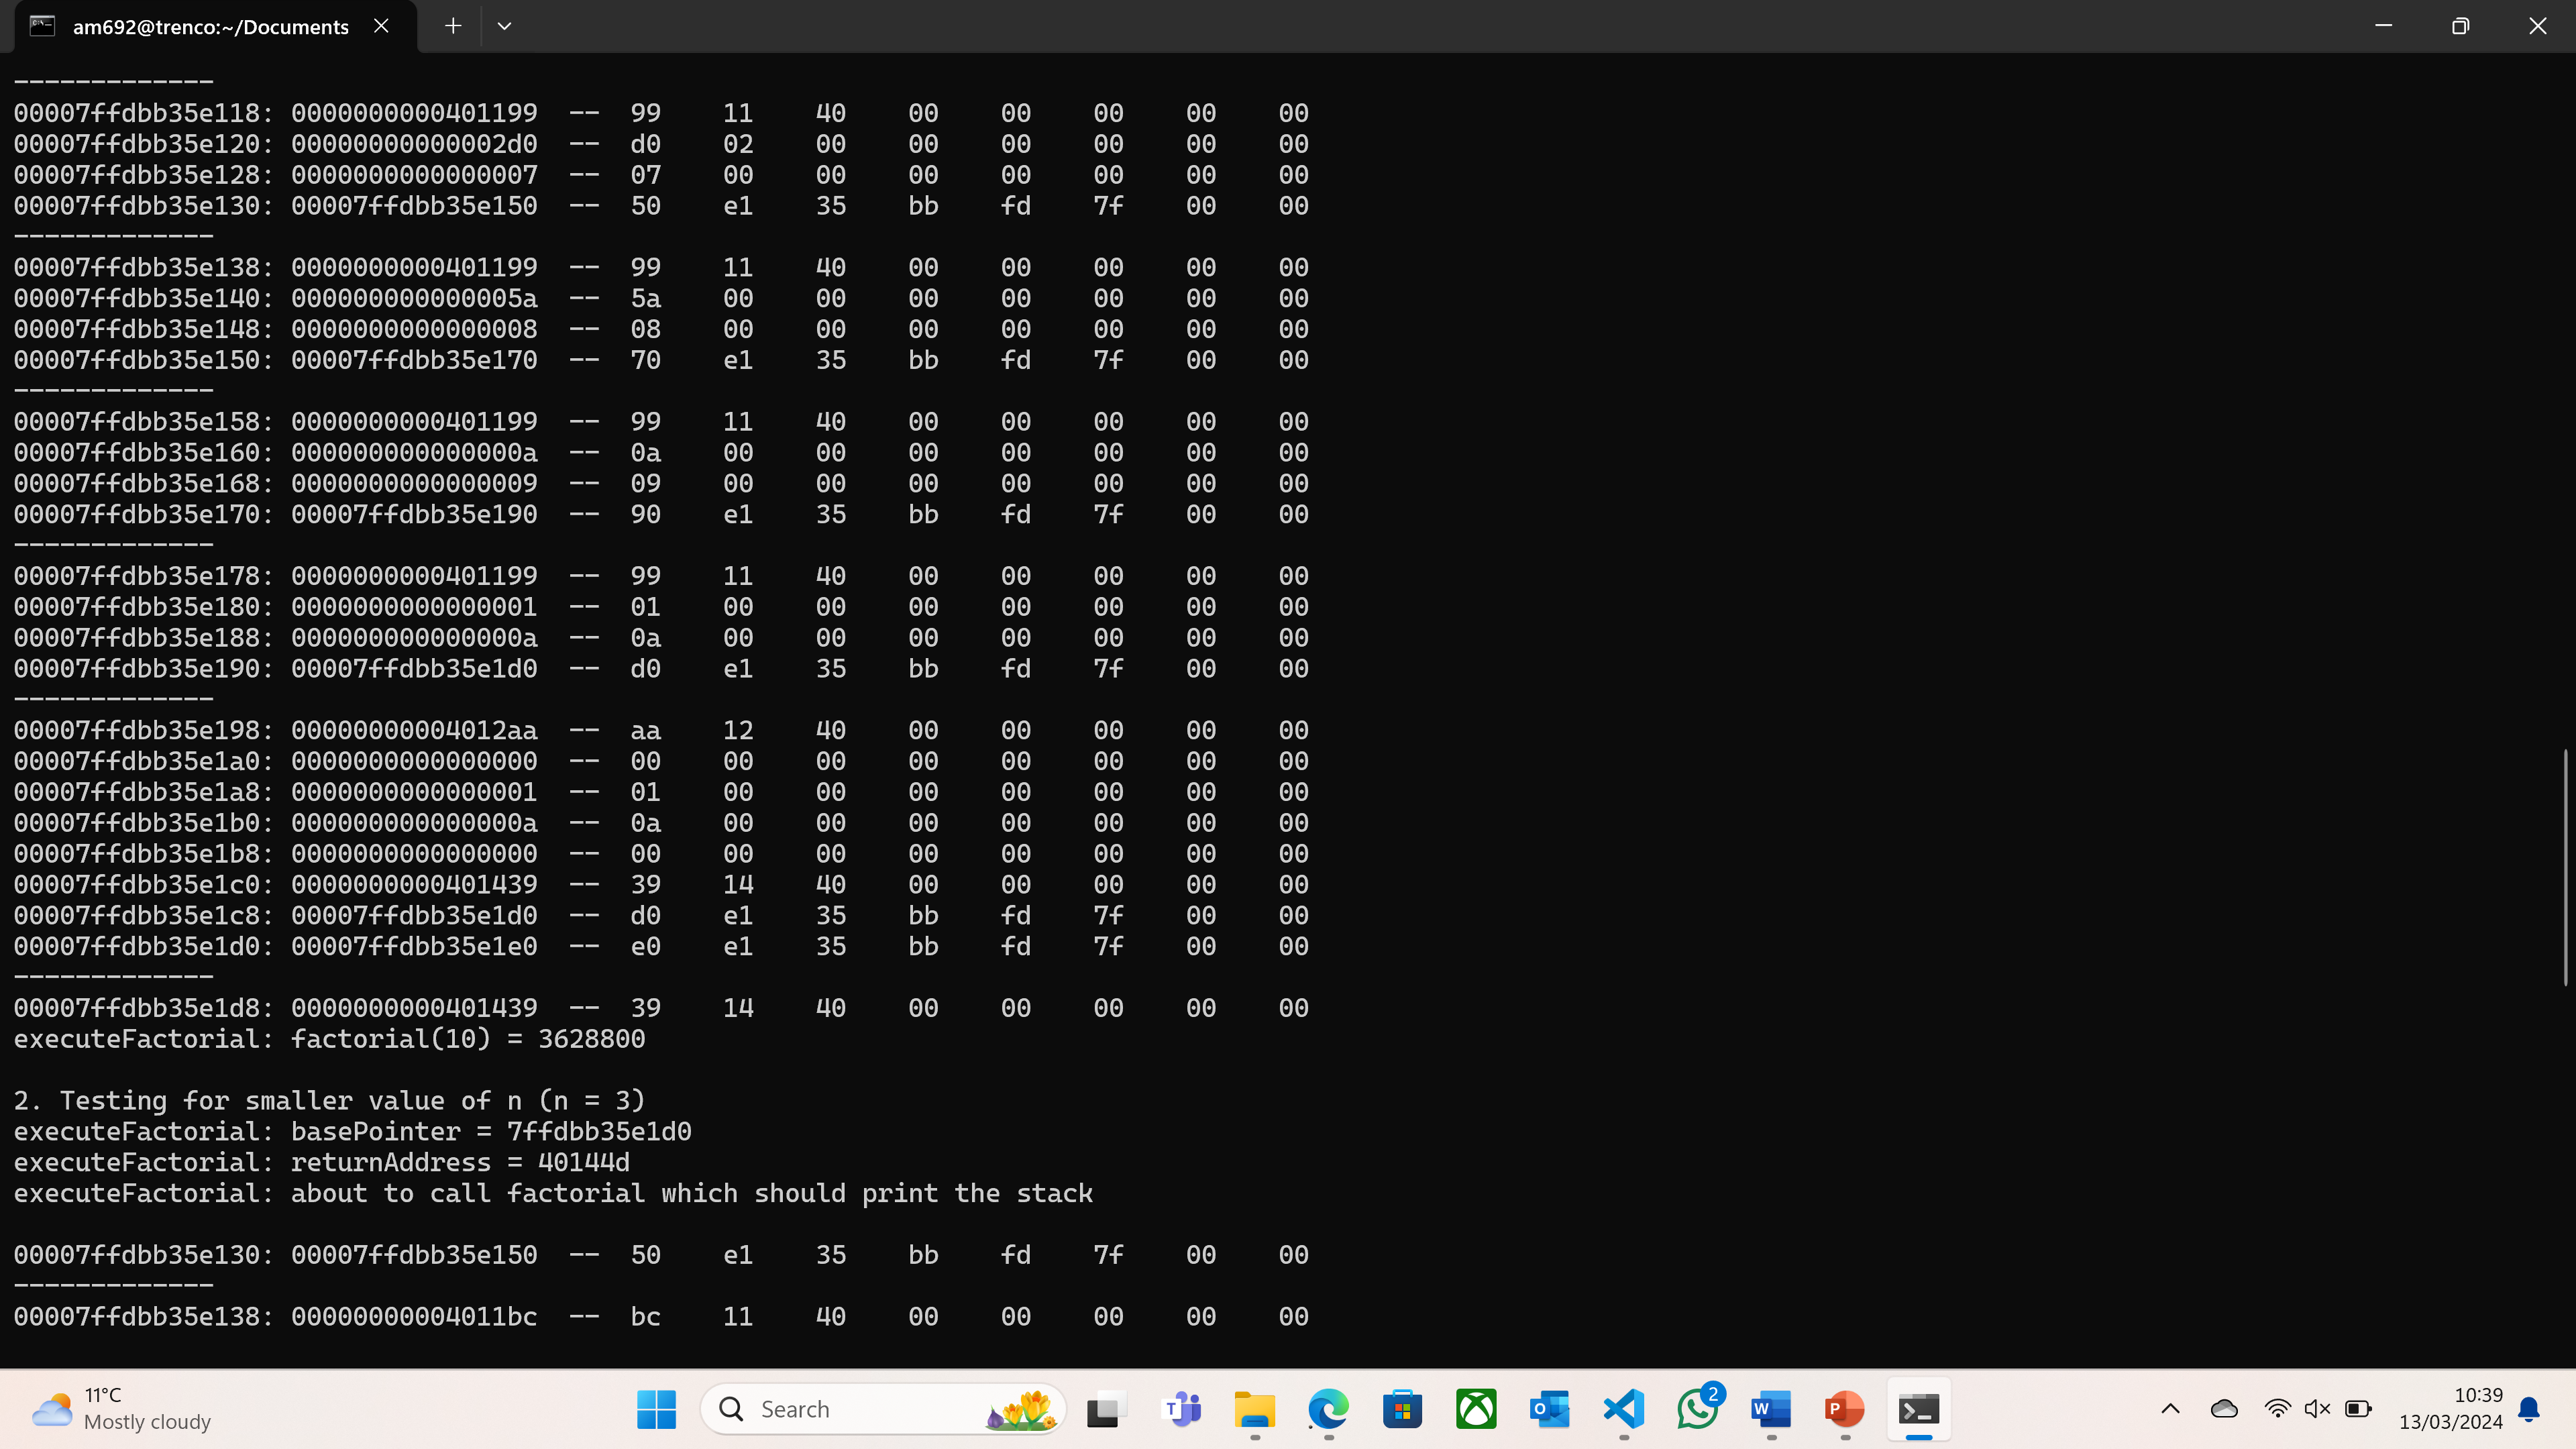 am692@trenco:~/Documents
-------------
00007ffdbb35e118: 0000000000401199  --  99    11    40    00    00    00    00    00
00007ffdbb35e120: 00000000000002d0  --  d0    02    00    00    00    00    00    00
00007ffdbb35e128: 0000000000000007  --  07    00    00    00    00    00    00    00
00007ffdbb35e130: 00007ffdbb35e150  --  50    e1    35    bb    fd    7f    00    00
-------------
00007ffdbb35e138: 0000000000401199  --  99    11    40    00    00    00    00    00
00007ffdbb35e140: 000000000000005a  --  5a    00    00    00    00    00    00    00
00007ffdbb35e148: 0000000000000008  --  08    00    00    00    00    00    00    00
00007ffdbb35e150: 00007ffdbb35e170  --  70    e1    35    bb    fd    7f    00    00
-------------
00007ffdbb35e158: 0000000000401199  --  99    11    40    00    00    00    00    00
00007ffdbb35e160: 000000000000000a  --  0a    00    00    00    00    00    00    00
00007ffdbb35e168: 0000000000000009  --  09    00    00    00    00    00    00    00
00007ffdbb35e170: 00007ffdbb35e190  --  90    e1    35    bb    fd    7f    00    00
-------------
00007ffdbb35e178: 0000000000401199  --  99    11    40    00    00    00    00    00
00007ffdbb35e180: 0000000000000001  --  01    00    00    00    00    00    00    00
00007ffdbb35e188: 000000000000000a  --  0a    00    00    00    00    00    00    00
00007ffdbb35e190: 00007ffdbb35e1d0  --  d0    e1    35    bb    fd    7f    00    00
-------------
00007ffdbb35e198: 00000000004012aa  --  aa    12    40    00    00    00    00    00
00007ffdbb35e1a0: 0000000000000000  --  00    00    00    00    00    00    00    00
00007ffdbb35e1a8: 0000000000000001  --  01    00    00    00    00    00    00    00
00007ffdbb35e1b0: 000000000000000a  --  0a    00    00    00    00    00    00    00
00007ffdbb35e1b8: 0000000000000000  --  00    00    00    00    00    00    00    00
00007ffdbb35e1c0: 0000000000401439  --  39    14    40    00    00    00    00    00
00007ffdbb35e1c8: 00007ffdbb35e1d0  --  d0    e1    35    bb    fd    7f    00    00
00007ffdbb35e1d0: 00007ffdbb35e1e0  --  e0    e1    35    bb    fd    7f    00    00
-------------
00007ffdbb35e1d8: 0000000000401439  --  39    14    40    00    00    00    00    00
executeFactorial: factorial(10) = 3628800
2. Testing for smaller value of n (n = 3)
executeFactorial: basePointer = 7ffdbb35e1d0
executeFactorial: returnAddress = 40144d
executeFactorial: about to call factorial which should print the stack
00007ffdbb35e130: 00007ffdbb35e150  --  50    e1    35    bb    fd    7f    00    00
-------------
00007ffdbb35e138: 00000000004011bc  --  bc    11    40    00    00    00    00    00
11°C
Mostly cloudy
Search
2
10:39
13/03/2024